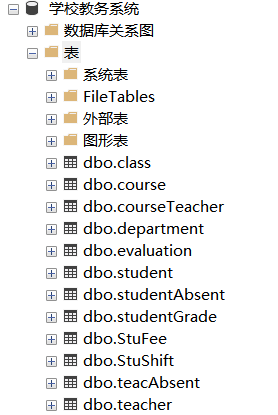 学校教务系统
数据库关系图
表
系统表
FileTables
外部表
图形表
dbo.class
dbo.course
dbo.courseTeacher
dbo.department
dbo.evaluation
dbo.student
dbo.studentAbsent
dbo.studentGrade
dbo.StuFee
dbo.StuShift
dbo.teacAbsent
dbo.teacher